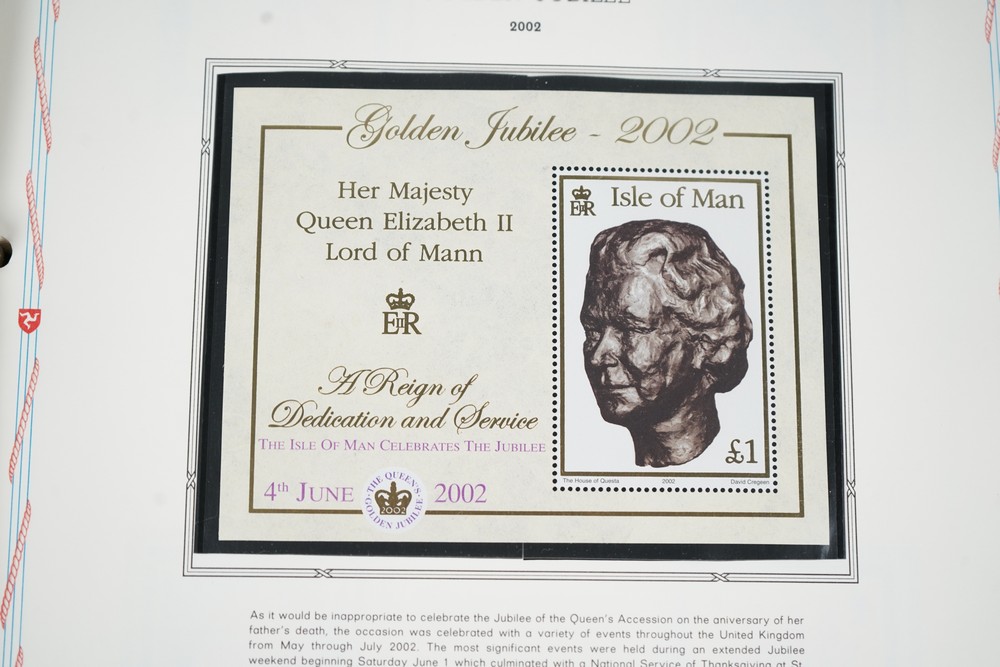 2002
Golden Jubilee - 2002
Her Majesty
Queen Elizabeth II
Lord of Mann
EIIR
A Reign of
Dedication and Service
The Isle Of Man Celebrates The Jubilee
4th June 2002
THE QUEEN'S
GOLDEN JUBILEE
2002
EIIR
Isle of Man
£1
The House of Questa 2002 David Cregeen
As it would be inappropriate to celebrate the Jubilee of the Queen's Accession on the aniversary of her
father's death, the occasion was celebrated with a variety of events throughout the United Kingdom
from May through July 2002. The most significant events were held during an extended Jubilee
weekend beginning Saturday June 1 which culminated with a National Service of Thanksgiving at St.